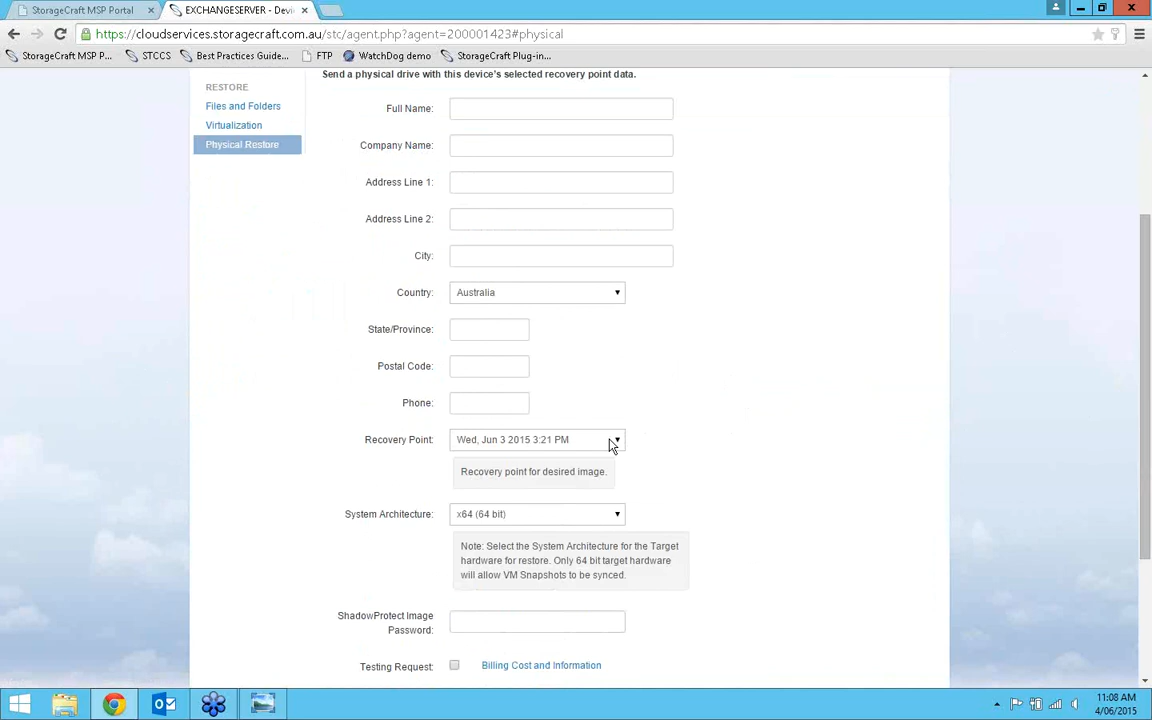 StorageCraft MSP Portal
EXCHANGESERVER - Devi
https://cloudservices.storagecraft.com.au/stc/agent.php?agent=200001423#physical
StorageCraft MSP P...
STCCS
Best Practices Guide...
FTP
WatchDog demo
StorageCraft Plug-in...
Send a physical drive with this device's selected recovery point data.
RESTORE
Files and Folders
Virtualization
Physical Restore
Full Name:
Company Name:
Address Line 1:
Address Line 2:
City:
Country:
Australia
State/Province:
Postal Code:
Phone:
Recovery Point:
Wed, Jun 3 2015 3:21 PM
Recovery point for desired image.
System Architecture:
x64 (64 bit)
Note: Select the System Architecture for the Target
hardware for restore. Only 64 bit target hardware
will allow VM Snapshots to be synced.
ShadowProtect Image
Password:
Testing Request:
Billing Cost and Information
11:08 AM
4/06/2015